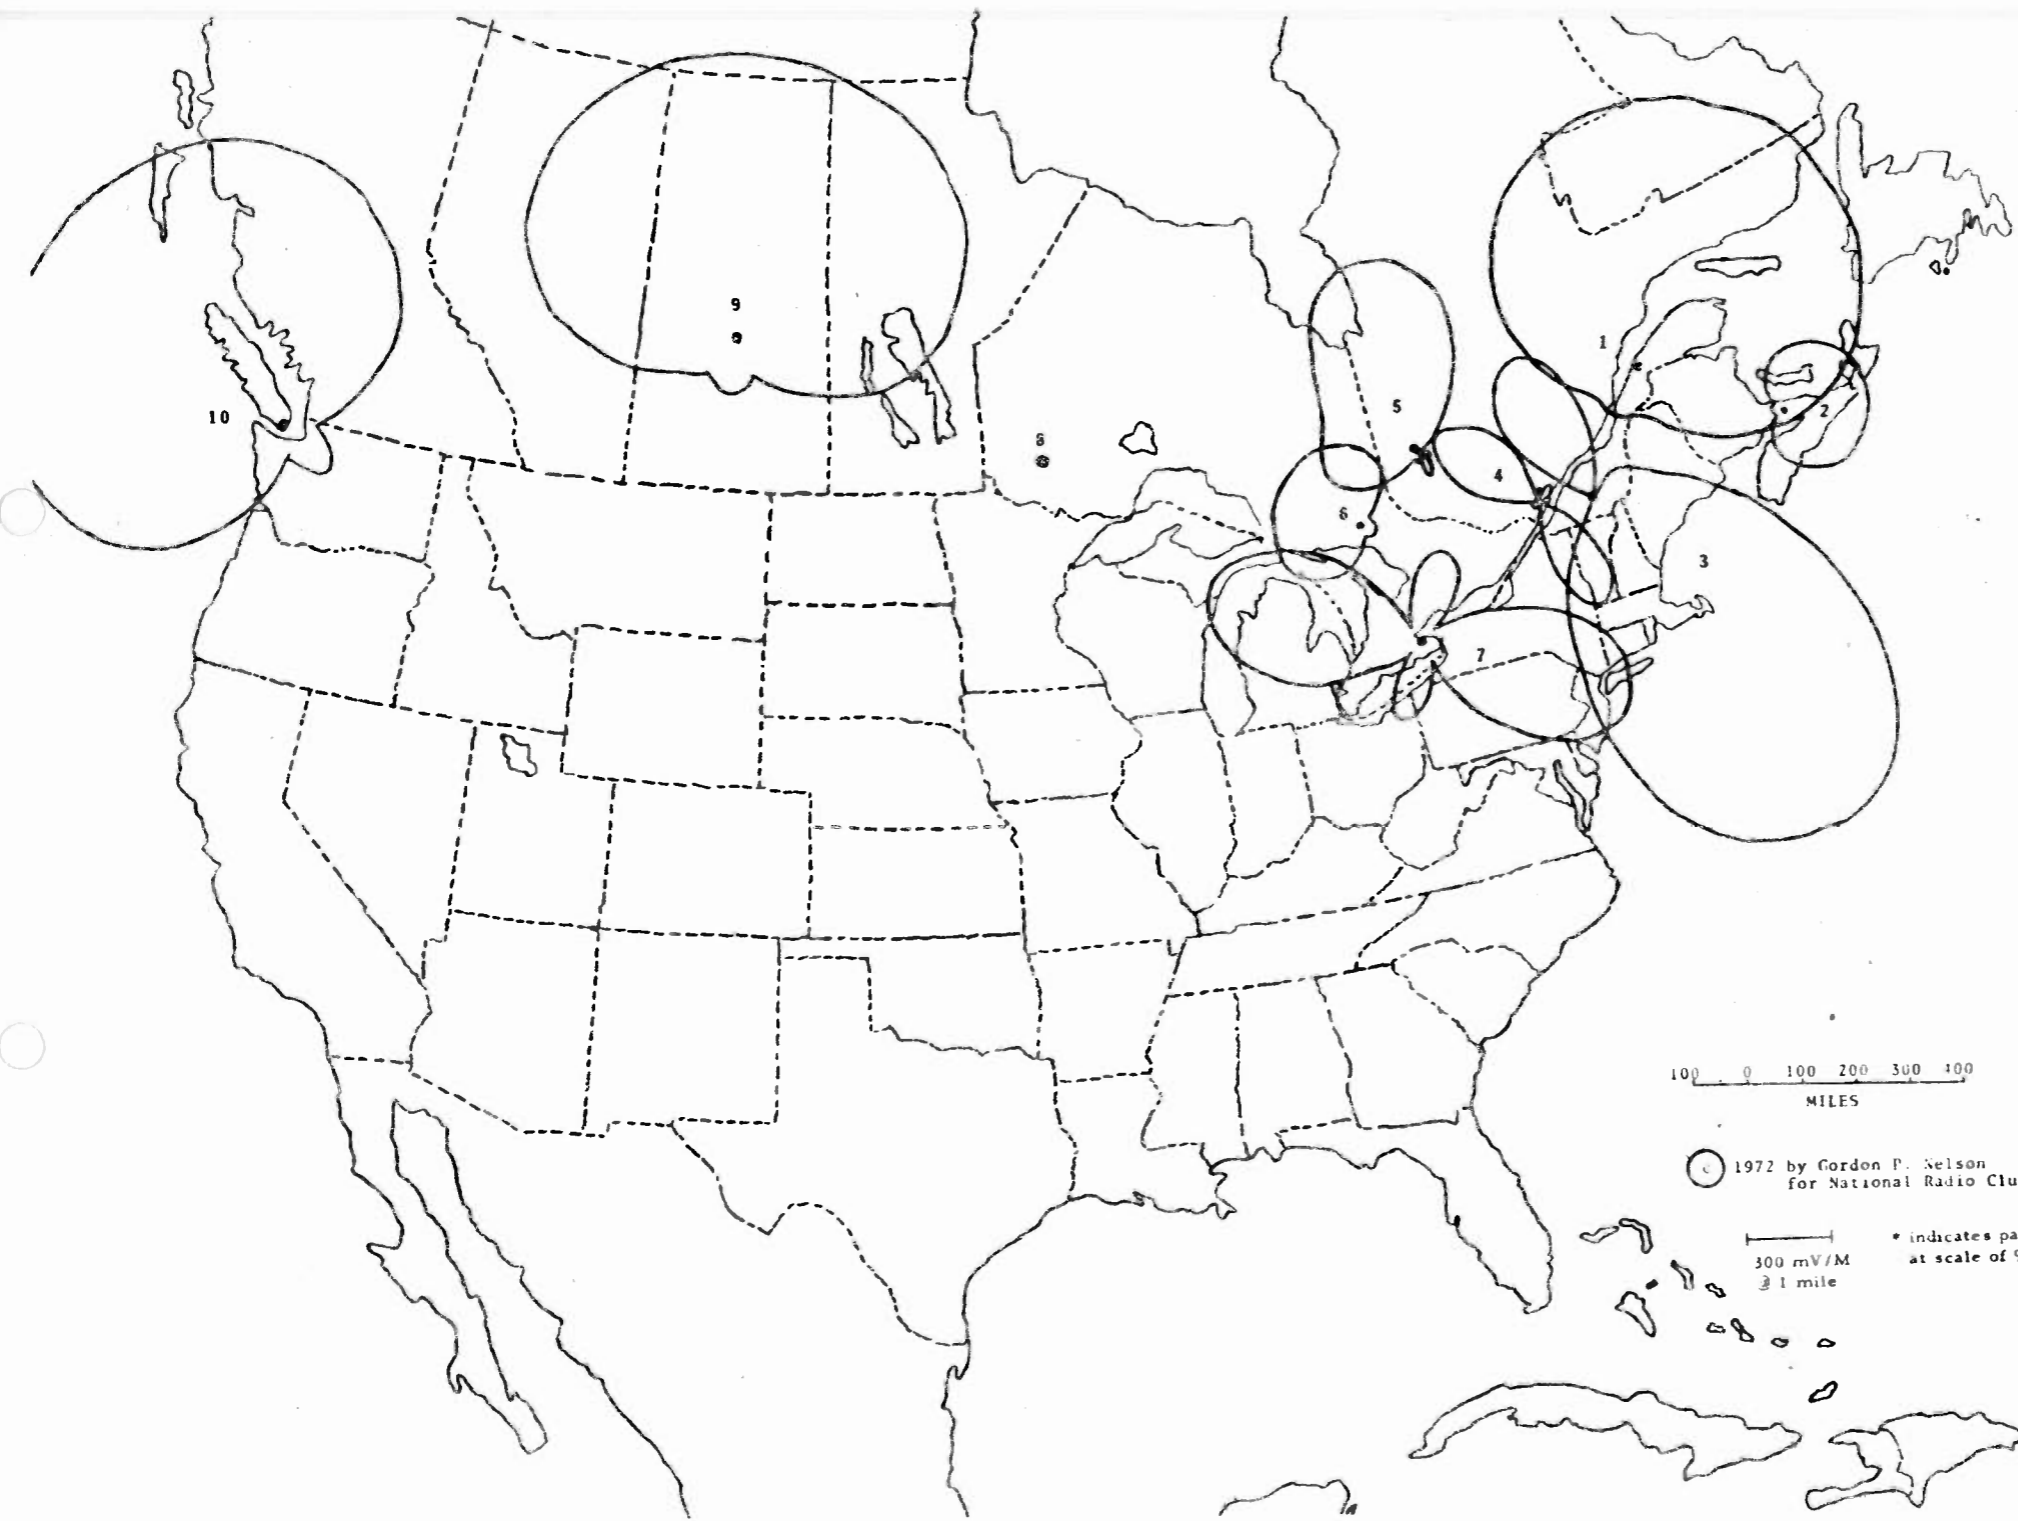 9
1
10
5
2
8
4
6
3
7
100 0 100 200 300 400
MILES
c 1972 by Gordon P. Nelson
for National Radio Clu
300 mV/M
@ 1 mile
* indicates pa
at scale of